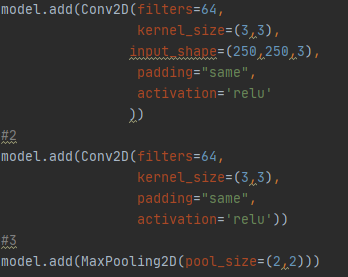 model.add(Conv2D(filters=64,
kernel_size=(3,3),
input_shape=(250,250,3),
padding="same",
activation='relu'
))
#2
model.add(Conv2D(filters=64,
kernel_size=(3,3),
padding="same",
activation='relu'))
#3
model.add(MaxPooling2D(pool_size=(2,2)))